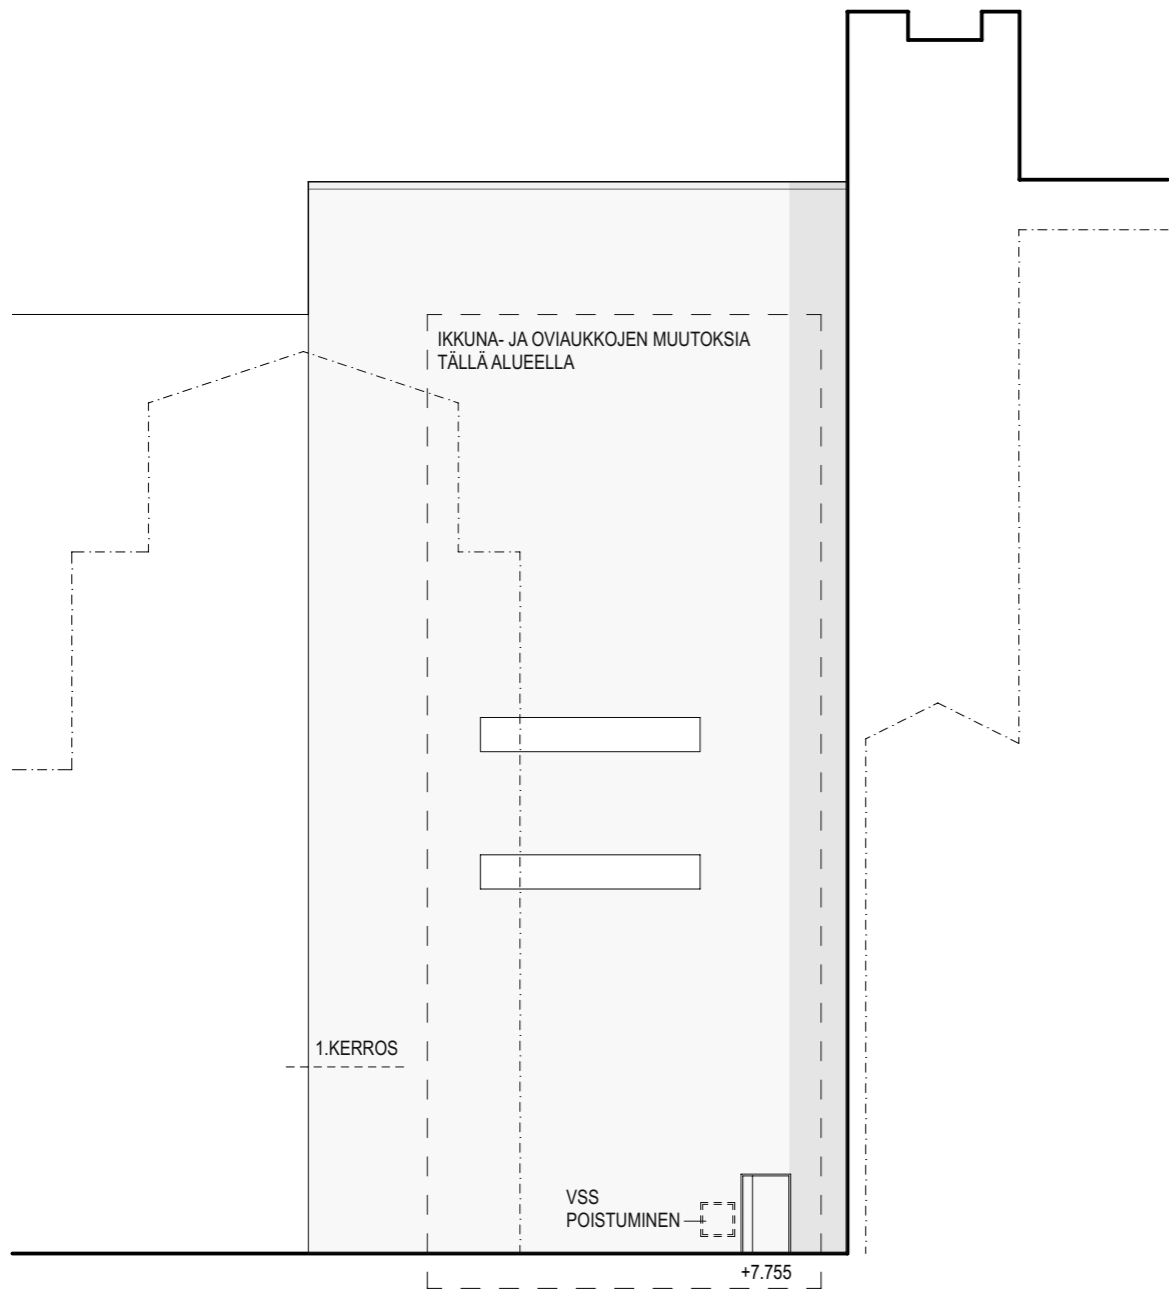 IKKUNA- JA OVIAUKKOJEN MUUTOKSIA
TÄLLÄ ALUEELLA
1.KERROS
VSS
POISTUMINEN
+7.755